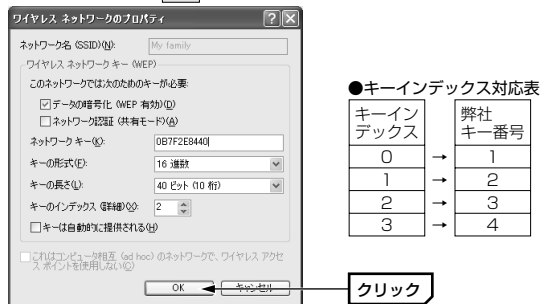 ワイヤレス ネットワークのプロパティ
ネットワーク名 (SSID)(N): My family
ワイヤレス ネットワーク キー (WEP)
このネットワークでは次のためのキーが必要:
データの暗号化 (WEP 有効)(D)
ネットワーク認証 (共有モード)(A)
ネットワーク キー(K): 0B7F2E8440
キーの形式(F): 16 進数
キーの長さ(L): 40 ビット (10 桁)
キーのインデックス (詳細)(X): 2
キーは自動的に提供される(H)
これはコンピュータ相互 (ad hoc) のネットワークで、ワイヤレス アクセ
ス ポイントを使用しない(C)
OK キャンセル
クリック
●キーインデックス対応表
キーイン 弊社
デックス キー番号
0 → 1
1 → 2
2 → 3
3 → 4